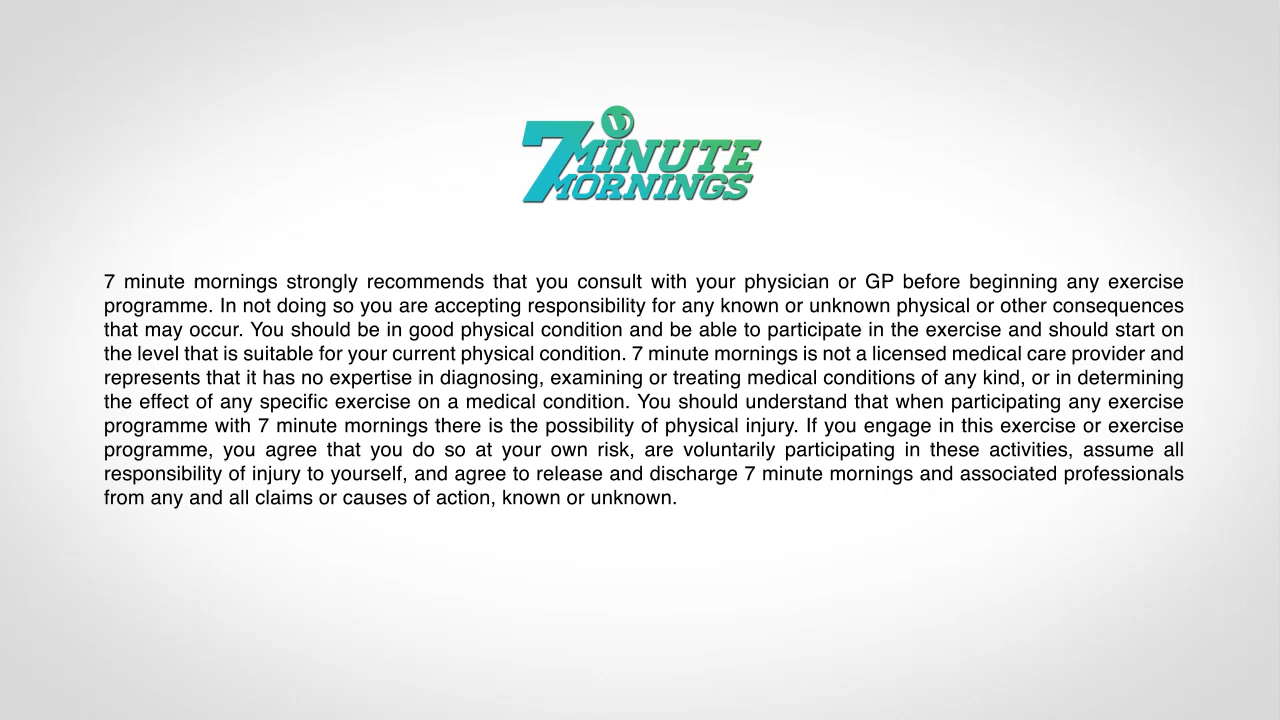 7 MINUTE
MORNINGS
7 minute mornings strongly recommends that you consult with your physician or GP before beginning any exercise
programme. In not doing so you are accepting responsibility for any known or unknown physical or other consequences
that may occur. You should be in good physical condition and be able to participate in the exercise and should start on
the level that is suitable for your current physical condition. 7 minute mornings is not a licensed medical care provider and
represents that it has no expertise in diagnosing, examining or treating medical conditions of any kind, or in determining
the effect of any specific exercise on a medical condition. You should understand that when participating any exercise
programme with 7 minute mornings there is the possibility of physical injury. If you engage in this exercise or exercise
programme, you agree that you do so at your own risk, are voluntarily participating in these activities, assume all
responsibility of injury to yourself, and agree to release and discharge 7 minute mornings and associated professionals
from any and all claims or causes of action, known or unknown.